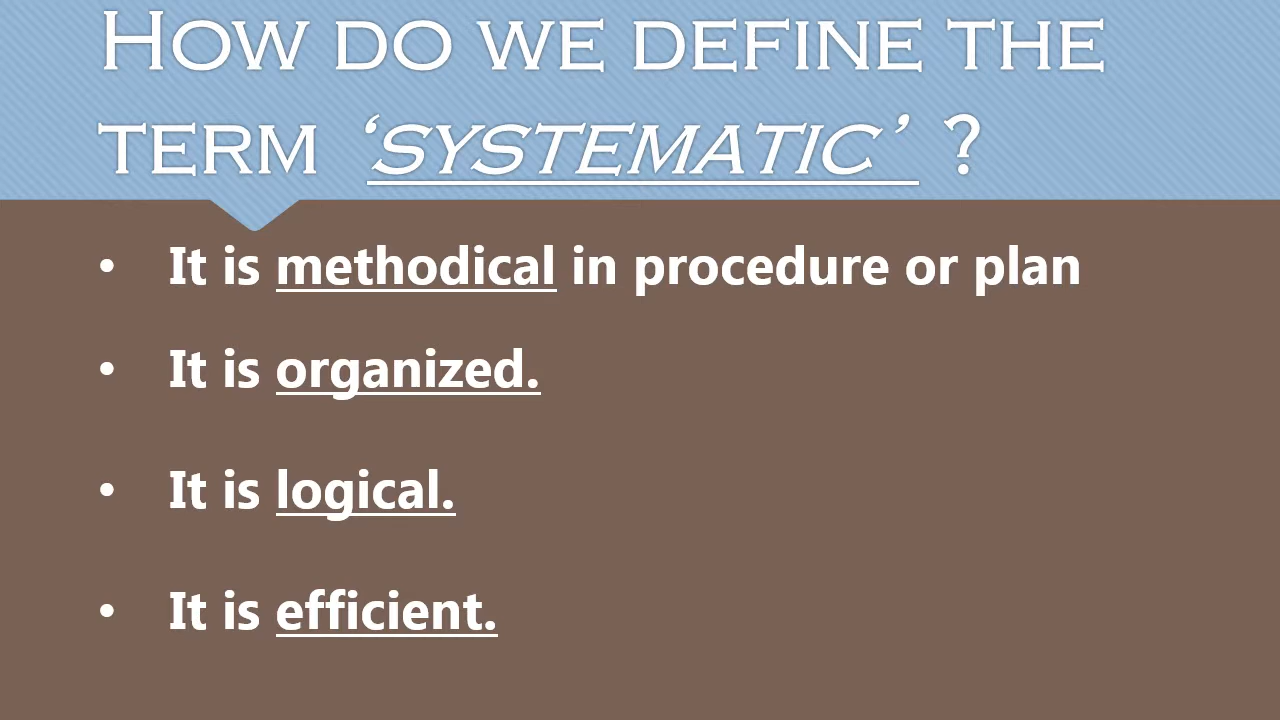 HOW DO WE DEFINE THE
TERM ‘SYSTEMATIC’ ?
• It is methodical in procedure or plan
• It is organized.
• It is logical.
• It is efficient.